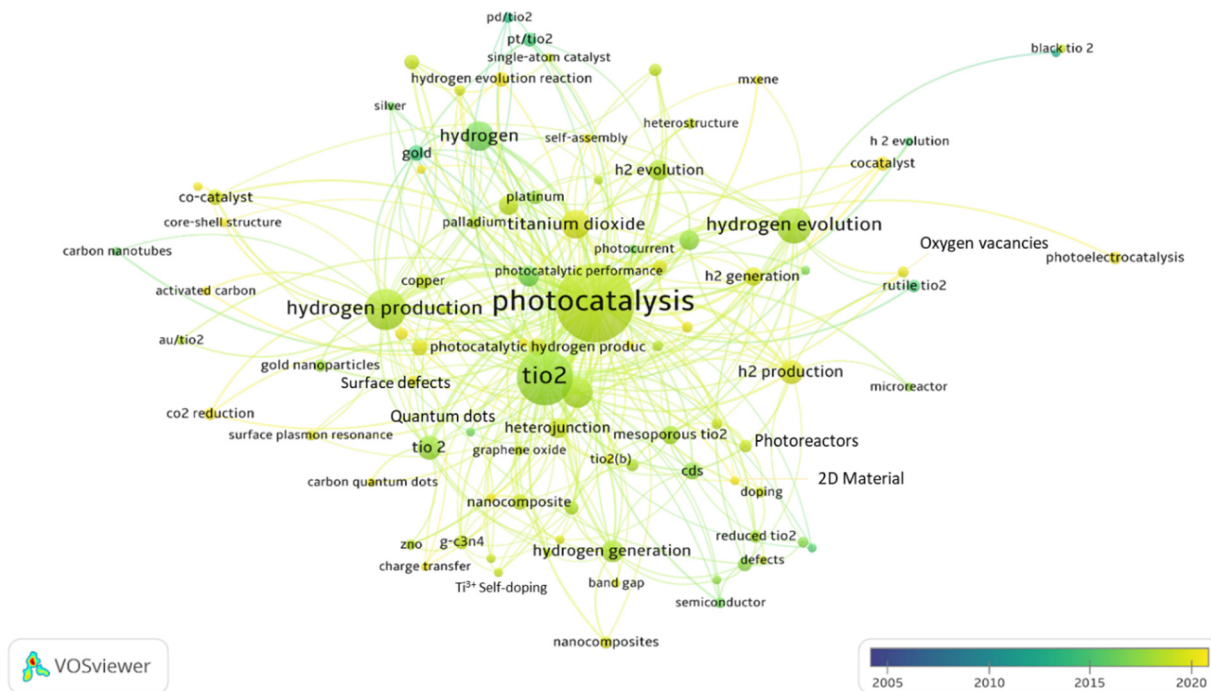 pd/tio2
pt/tio2
black tio 2
single-atom catalyst
hydrogen evolution reaction
mxene
silver
heterostructure
hydrogen
self-assembly
h 2 evolution
gold
h2 evolution
cocatalyst
co-catalyst
platinum
core-shell structure
palladium
titanium dioxide
hydrogen evolution
Oxygen vacancies
carbon nanotubes
photocurrent
photoelectrocatalysis
photocatalytic performance
h2 generation
copper
rutile tio2
activated carbon
hydrogen production
photocatalysis
au/tio2
photocatalytic hydrogen produc
gold nanoparticles
tio2
h2 production
Surface defects
microreactor
co2 reduction
Quantum dots
surface plasmon resonance
heterojunction
mesoporous tio2
Photoreactors
tio 2
graphene oxide
tio2(b)
cds
2D Material
carbon quantum dots
doping
nanocomposite
reduced tio2
zno
g-c3n4
hydrogen generation
charge transfer
defects
Ti³⁺ Self-doping
band gap
semiconductor
nanocomposites
VOSviewer
2005
2010
2015
2020